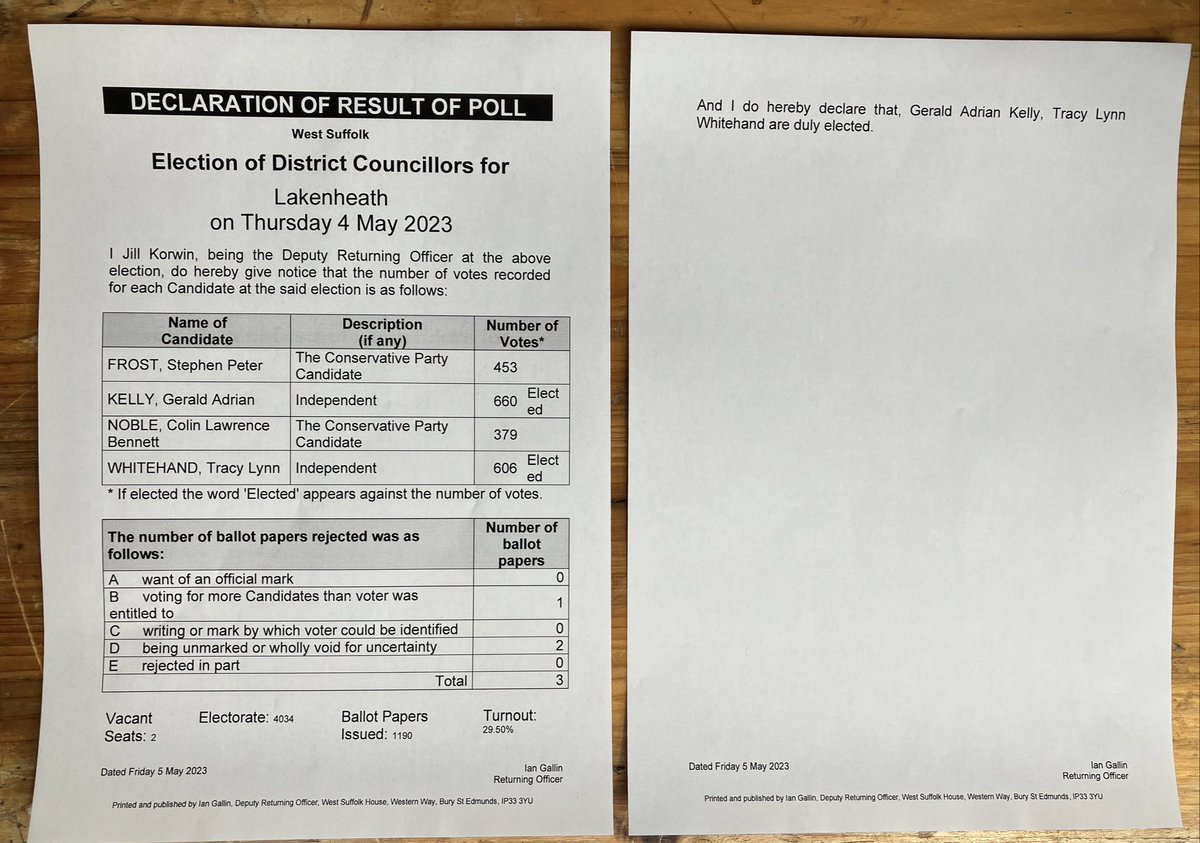 DECLARATION OF RESULT OF POLL
West Suffolk
Election of District Councillors for
Lakenheath
on Thursday 4 May 2023
I Jill Korwin, being the Deputy Returning Officer at the above
election, do hereby give notice that the number of votes recorded
for each Candidate at the said election is as follows:
Name of Candidate Description (if any) Number of Votes*
FROST, Stephen Peter The Conservative Party Candidate 453
KELLY, Gerald Adrian Independent 660 Elected
NOBLE, Colin Lawrence Bennett The Conservative Party Candidate 379
WHITEHAND, Tracy Lynn Independent 606 Elected
* If elected the word 'Elected' appears against the number of votes.
The number of ballot papers rejected was as follows: Number of ballot papers
A want of an official mark 0
B voting for more Candidates than voter was entitled to 1
C writing or mark by which voter could be identified 0
D being unmarked or wholly void for uncertainty 2
E rejected in part 0
Total 3
Vacant Seats: 2 Electorate: 4034 Ballot Papers Issued: 1190 Turnout: 29.50%
Dated Friday 5 May 2023
Ian Gallin
Returning Officer
Printed and published by Ian Gallin, Deputy Returning Officer, West Suffolk House, Western Way, Bury St Edmunds, IP33 3YU
And I do hereby declare that, Gerald Adrian Kelly, Tracy Lynn
Whitehand are duly elected.
Dated Friday 5 May 2023
Ian Gallin
Returning Officer
Printed and published by Ian Gallin, Deputy Returning Officer, West Suffolk House, Western Way, Bury St Edmunds, IP33 3YU